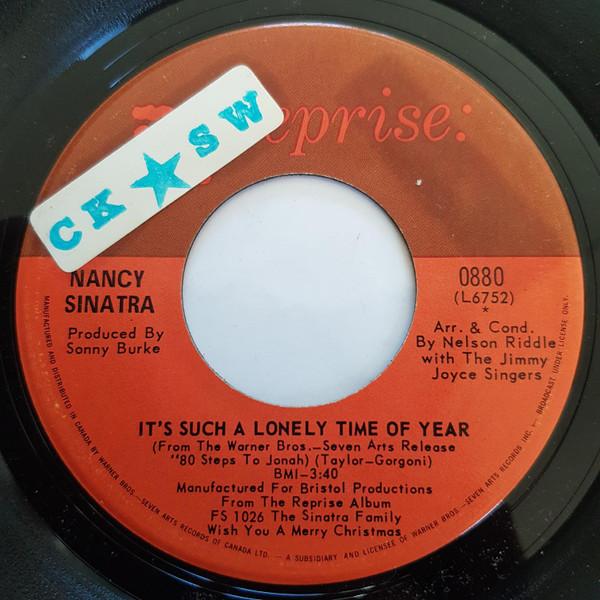 reprise:
CK ★ SW
NANCY
SINATRA
Produced By
Sonny Burke
0880
(L6752)
*
Arr. & Cond.
By Nelson Riddle
with The Jimmy
Joyce Singers
IT'S SUCH A LONELY TIME OF YEAR
(From The Warner Bros.—Seven Arts Release
"80 Steps To Jonah) (Taylor—Gorgoni)
BMI-3:40
Manufactured For Bristol Productions
From The Reprise Album
FS 1026 The Sinatra Family
Wish You A Merry Christmas
MANUFACTURED AND DISTRIBUTED IN CANADA BY WARNER BROS.—SEVEN ARTS RECORDS OF CANADA LTD. — A SUBSIDIARY AND LICENSEE OF WARNER BROS.—SEVEN ARTS RECORDS INC. — BROADCAST UNDER LICENSE ONLY.